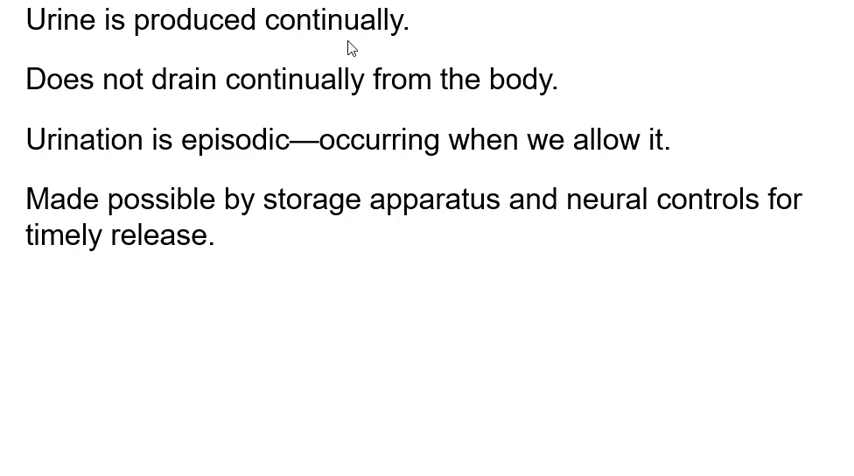 Urine is produced continually.
Does not drain continually from the body.
Urination is episodic—occurring when we allow it.
Made possible by storage apparatus and neural controls for
timely release.